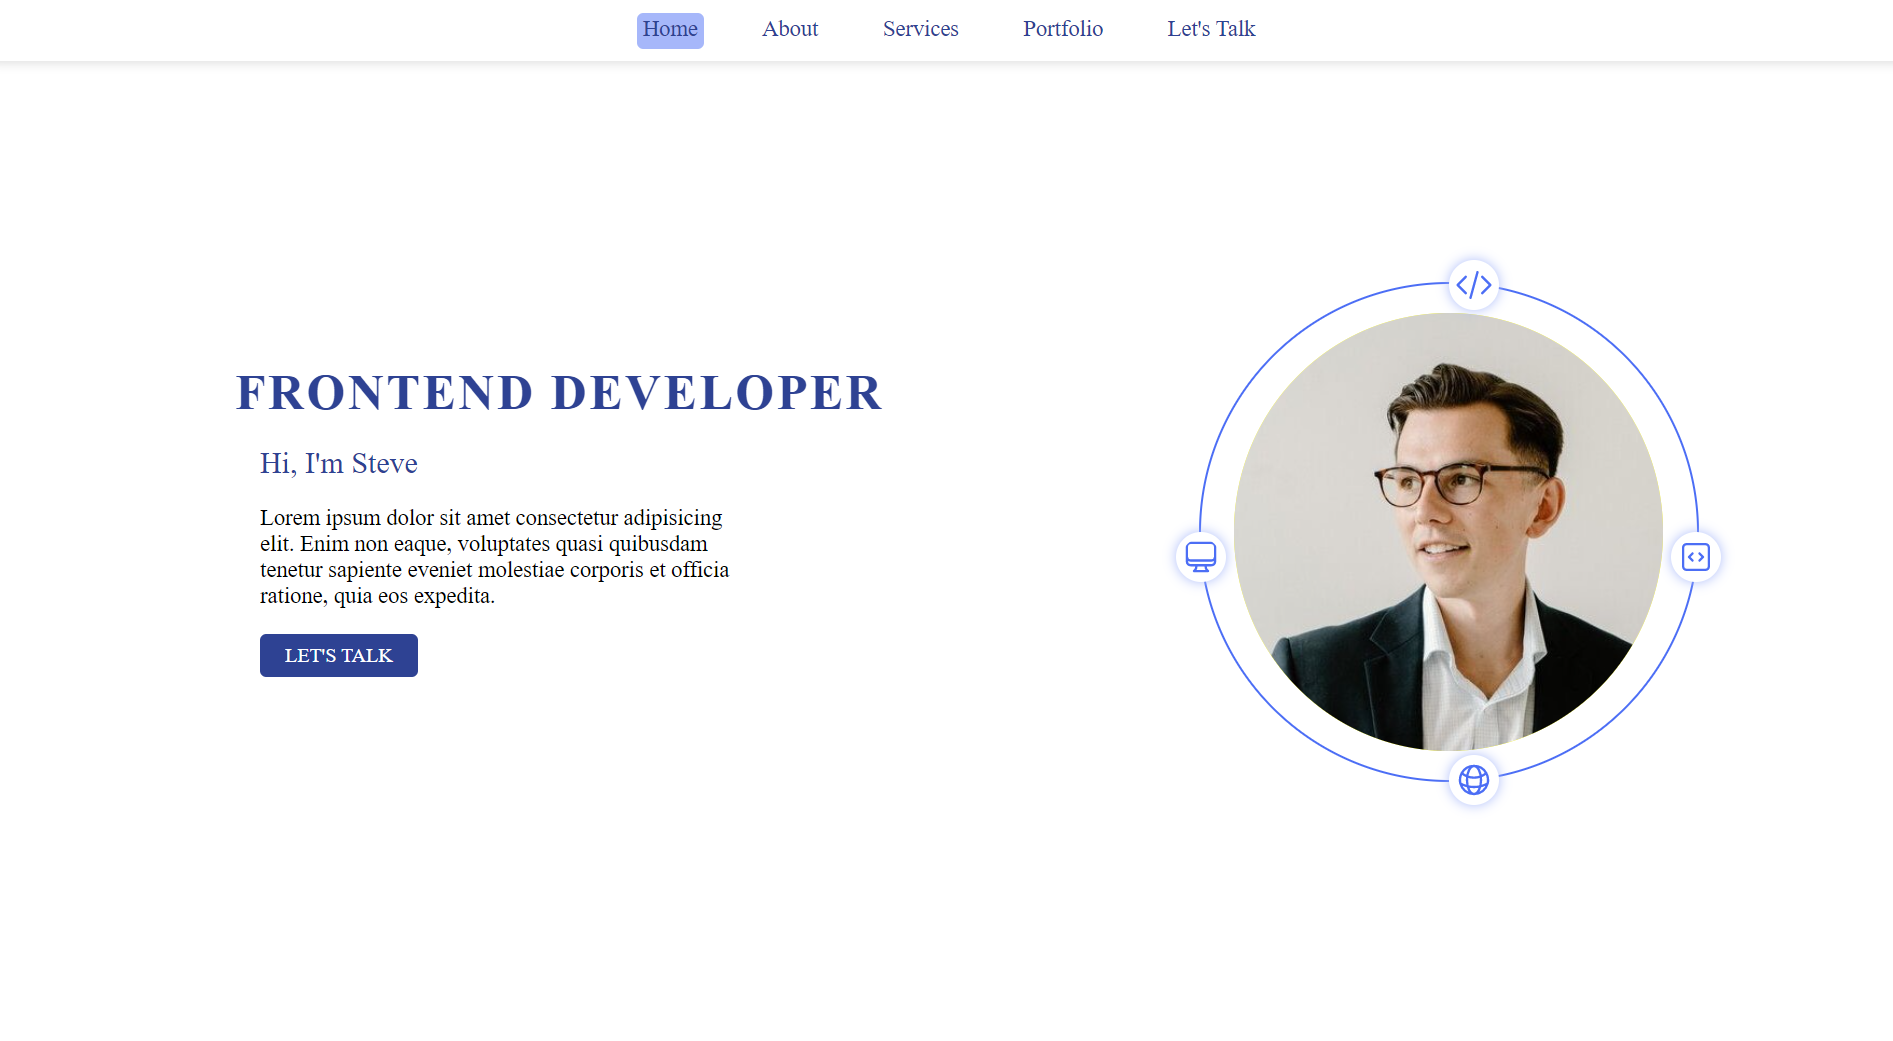 Home About Services Portfolio Let's Talk
FRONTEND DEVELOPER
Hi, I'm Steve
Lorem ipsum dolor sit amet consectetur adipisicing
elit. Enim non eaque, voluptates quasi quibusdam
tenetur sapiente eveniet molestiae corporis et officia
ratione, quia eos expedita.
LET'S TALK